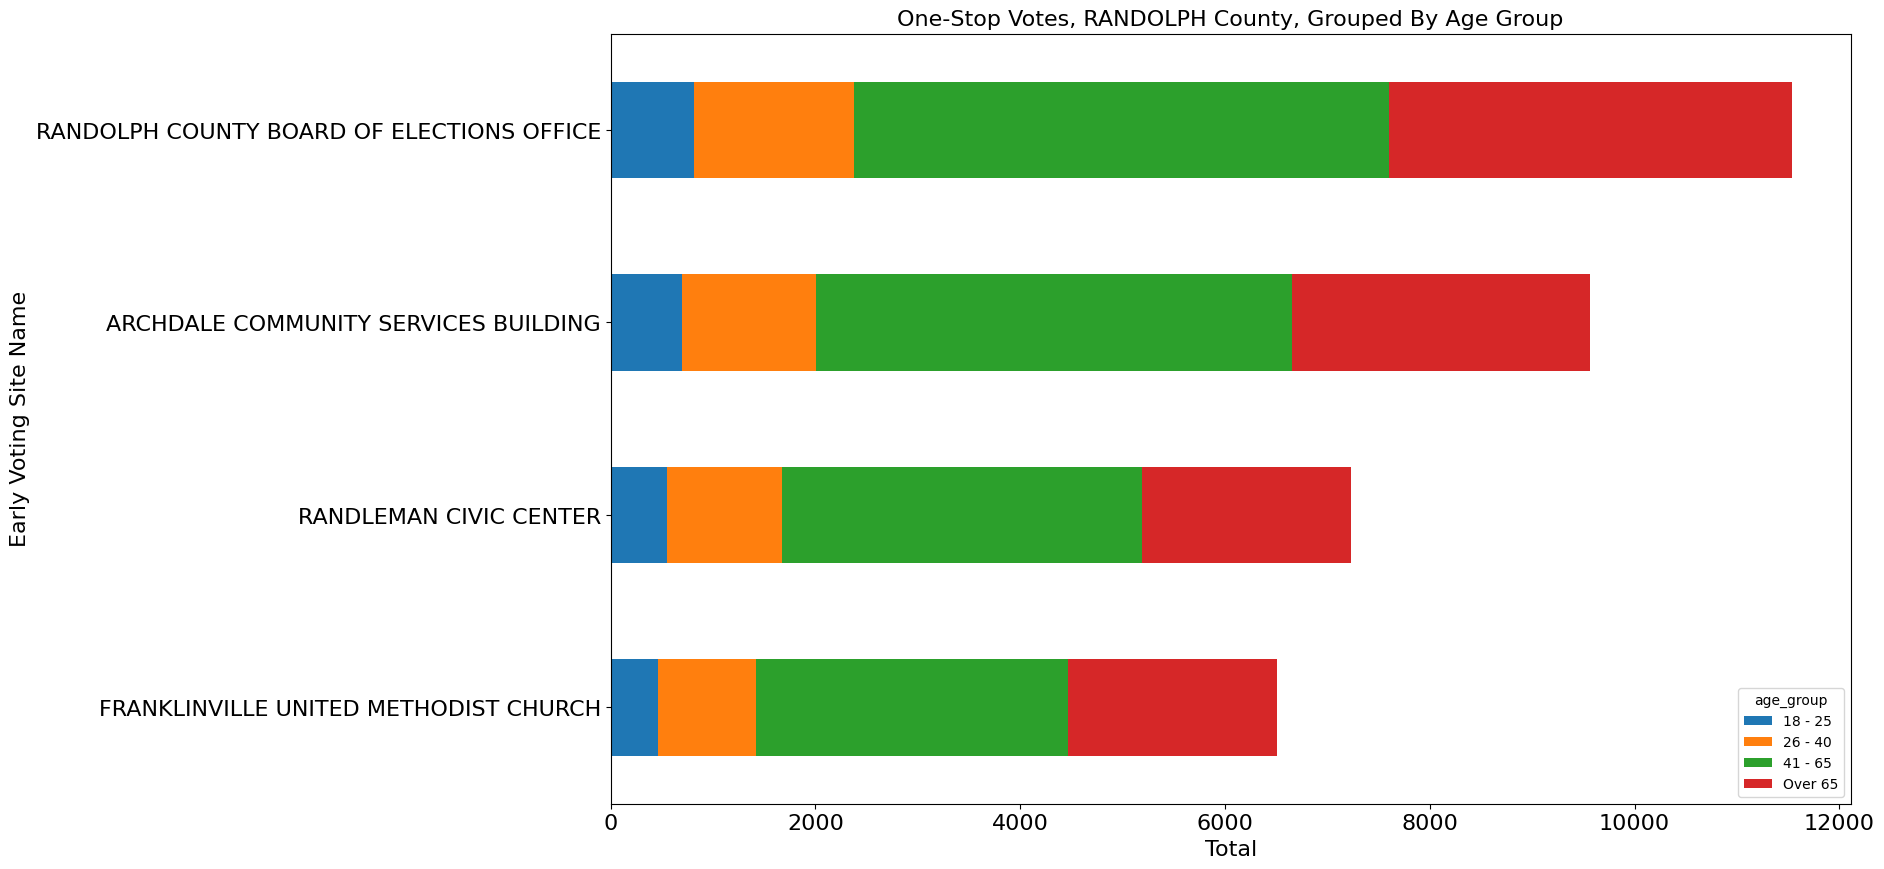 One-Stop Votes, RANDOLPH County, Grouped By Age Group
Early Voting Site Name
RANDOLPH COUNTY BOARD OF ELECTIONS OFFICE
ARCHDALE COMMUNITY SERVICES BUILDING
RANDLEMAN CIVIC CENTER
FRANKLINVILLE UNITED METHODIST CHURCH
age_group
18 - 25
26 - 40
41 - 65
Over 65
0 2000 4000 6000 8000 10000 12000
Total